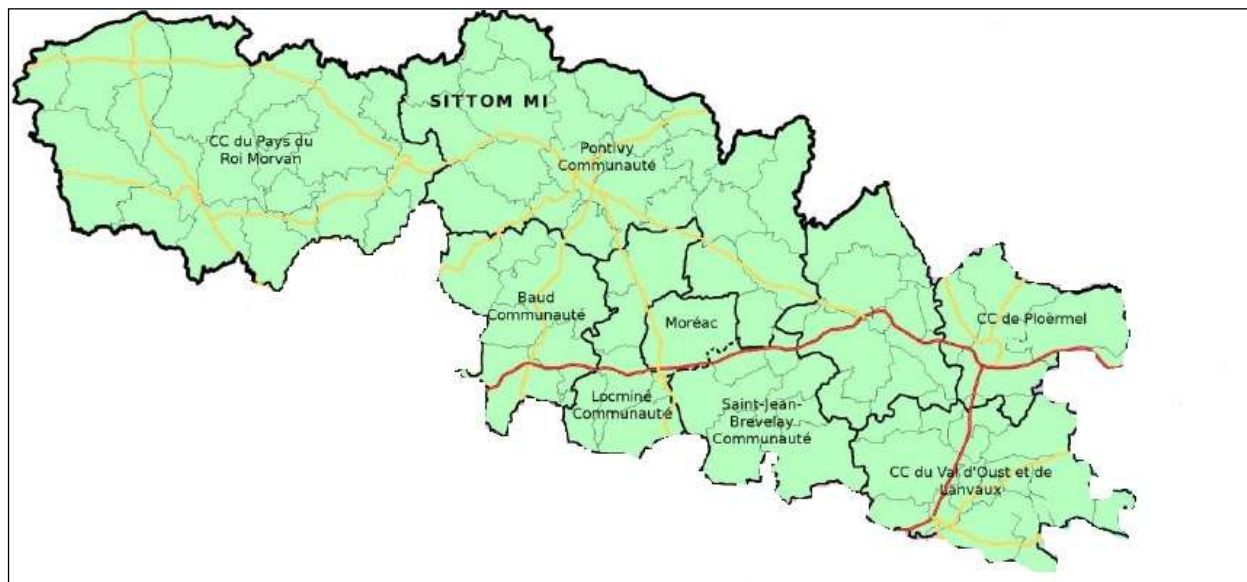 SITTOM MI
CC du Pays du
Roi Morvan
Pontivy
Communauté
Baud
Communauté
Moréac
CC de Ploërmel
Locminé
Communauté
Saint-Jean-
Brevelay
Communauté
CC du Val d'Oust et de
Lanvaux